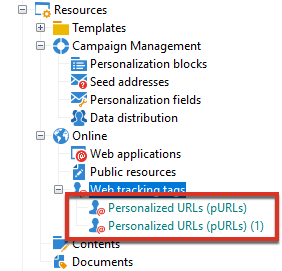 Resources
Templates
Campaign Management
Personalization blocks
Seed addresses
Personalization fields
Data distribution
Online
Web applications
Public resources
Web tracking tags
Personalized URLs (pURLs)
Personalized URLs (pURLs) (1)
Contents
Documents